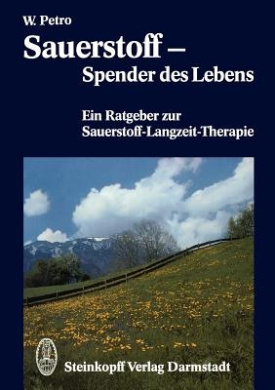 W. Petro
Sauerstoff –
Spender des Lebens
Ein Ratgeber zur
Sauerstoff-Langzeit-Therapie
Steinkopff Verlag Darmstadt